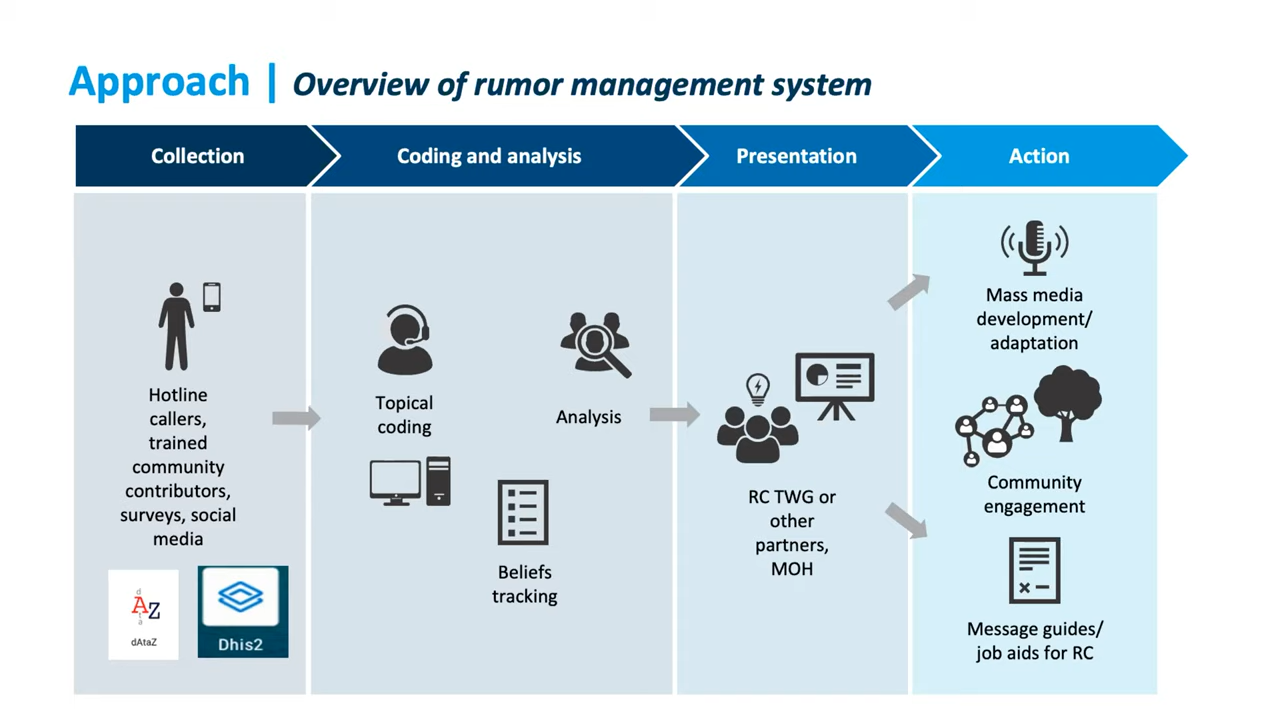 Approach | Overview of rumor management system
Collection
Coding and analysis
Presentation
Action
Hotline
callers,
trained
community
contributors,
surveys, social
media
d
AZ
ta
dAtaZ
Dhis2
Topical
coding
Analysis
Beliefs
tracking
RC TWG or
other
partners,
MOH
Mass media
development/
adaptation
Community
engagement
Message guides/
job aids for RC